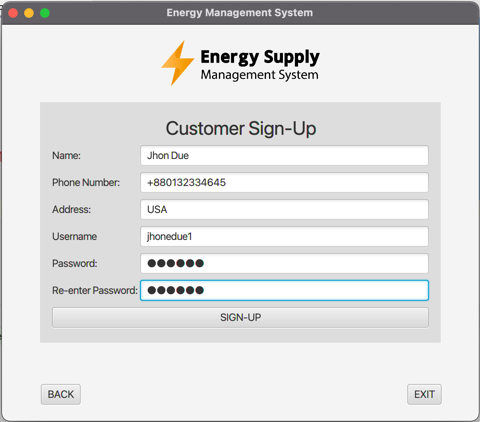 Energy Management System
Energy Supply
Management System
Customer Sign-Up
Name: Jhon Due
Phone Number: +880132334645
Address: USA
Username jhonedue1
Password: ●●●●●●
Re-enter Password: ●●●●●●
SIGN-UP
BACK EXIT